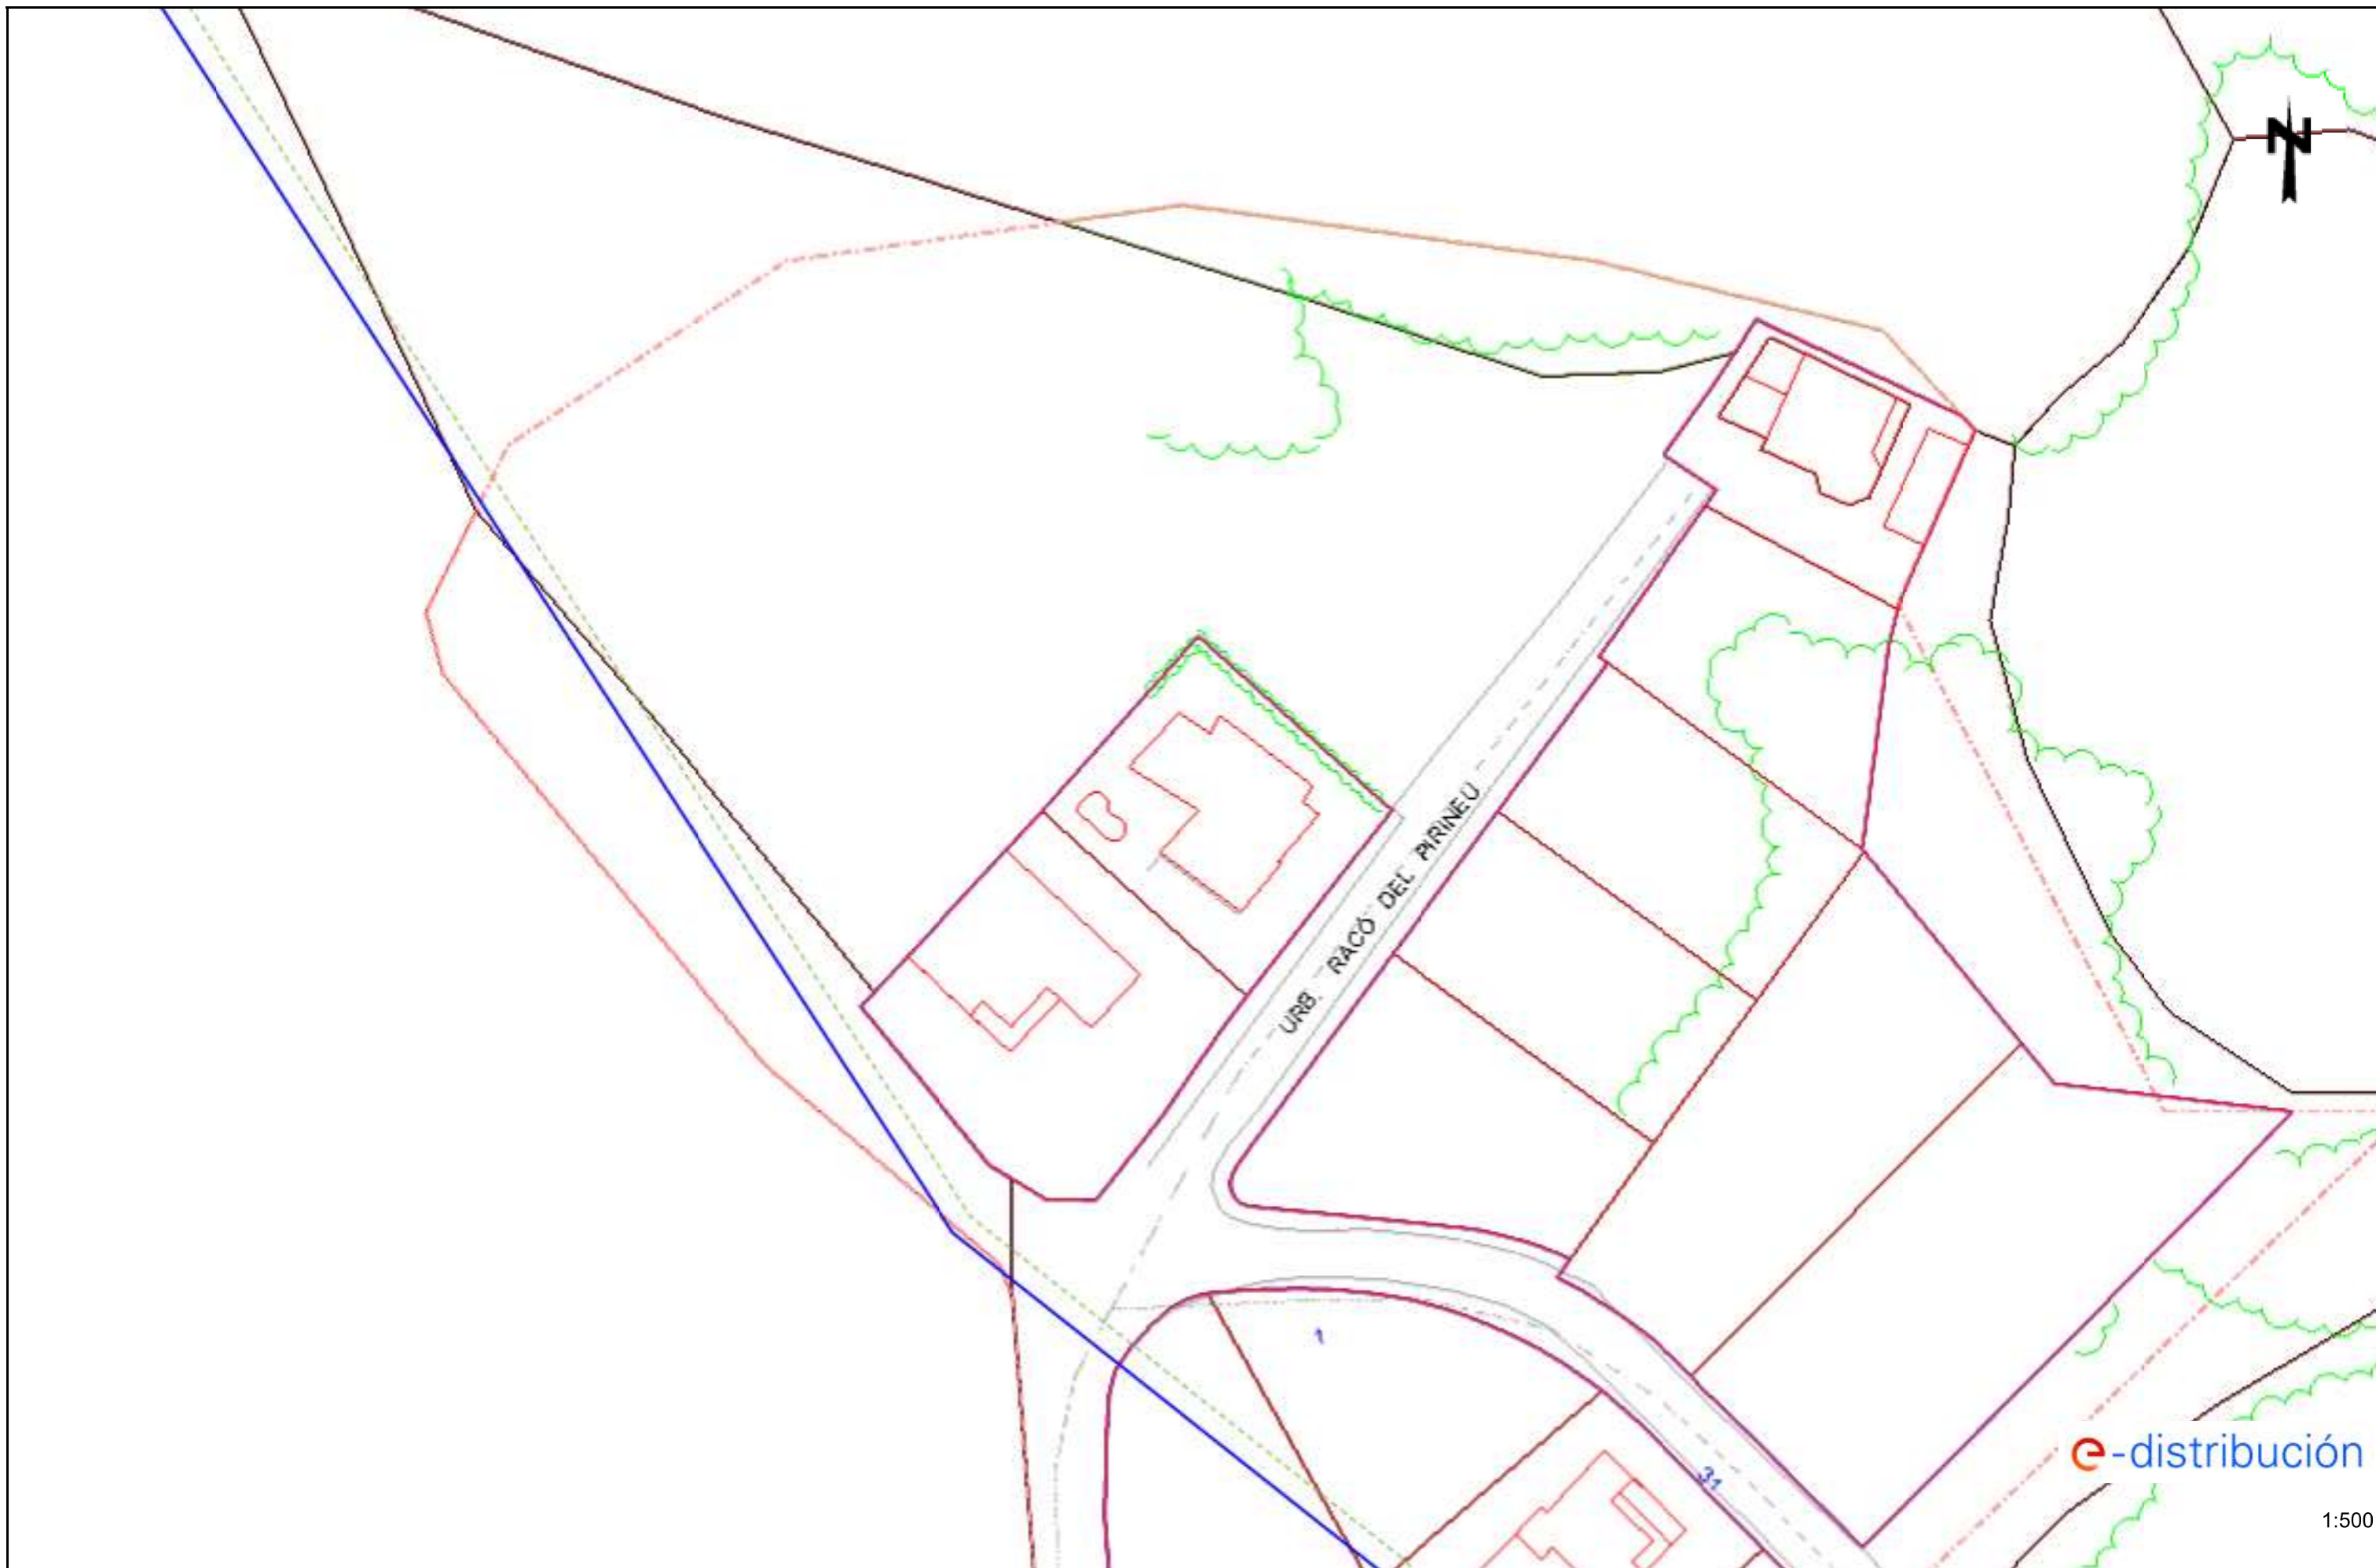 N
URB. RACÓ DEL PIRINEU
1
31
e-distribución
1:500